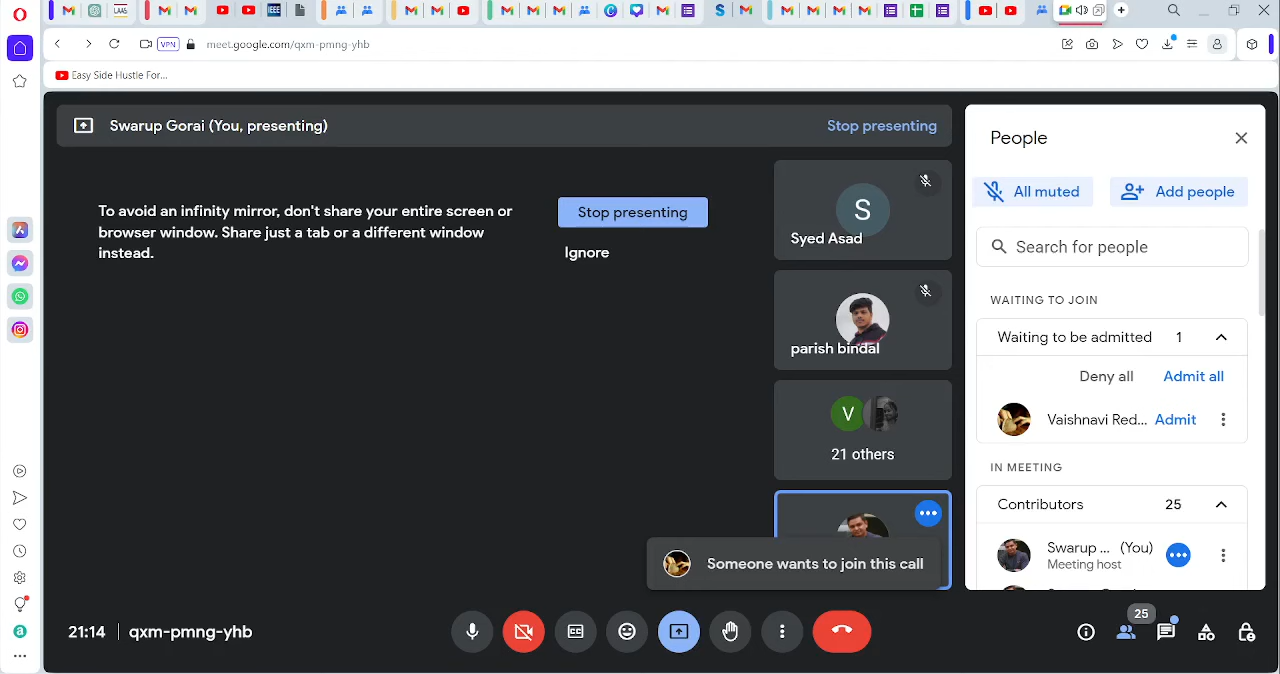 IEEE
LAAS
VPN
meet.google.com/qxm-pmng-yhb
Easy Side Hustle For...
Swarup Gorai (You, presenting)
Stop presenting
To avoid an infinity mirror, don't share your entire screen or
browser window. Share just a tab or a different window
instead.
Stop presenting
Ignore
S
Syed Asad
parish bindal
V
21 others
Someone wants to join this call
People
All muted
Add people
Search for people
WAITING TO JOIN
Waiting to be admitted 1
Deny all Admit all
Vaishnavi Red... Admit
IN MEETING
Contributors 25
Swarup ... (You)
Meeting host
21:14 | qxm-pmng-yhb
25